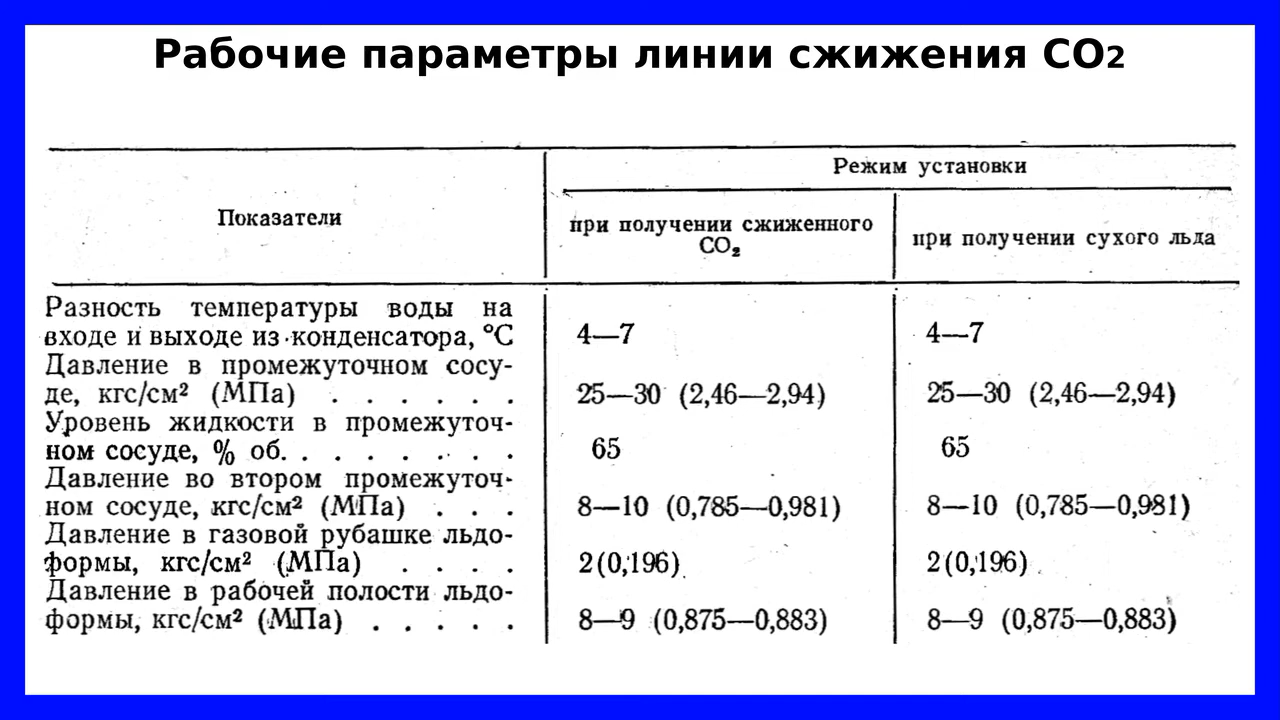 Рабочие параметры линии сжижения СО2
Режим установки
Показатели
при получении сжиженного
СО₂
при получении сухого льда
Разность температуры воды на
входе и выходе из конденсатора, °С
4—7
4—7
Давление в промежуточном сосу-
де, кгс/см² (МПа) . . . . . .
25—30 (2,46—2,94)
25—30 (2,46—2,94)
Уровень жидкости в промежуточ-
ном сосуде, % об. . . . . . . . .
65
65
Давление во втором промежуточ-
ном сосуде, кгс/см² (МПа) . . .
8—10 (0,785—0,981)
8—10 (0,785—0,981)
Давление в газовой рубашке льдо-
формы, кгс/см² (МПа) . . . .
2(0,196)
2(0,196)
Давление в рабочей полости льдо-
формы, кгс/см² (МПа) . . . . .
8—9 (0,875—0,883)
8—9 (0,875—0,883)